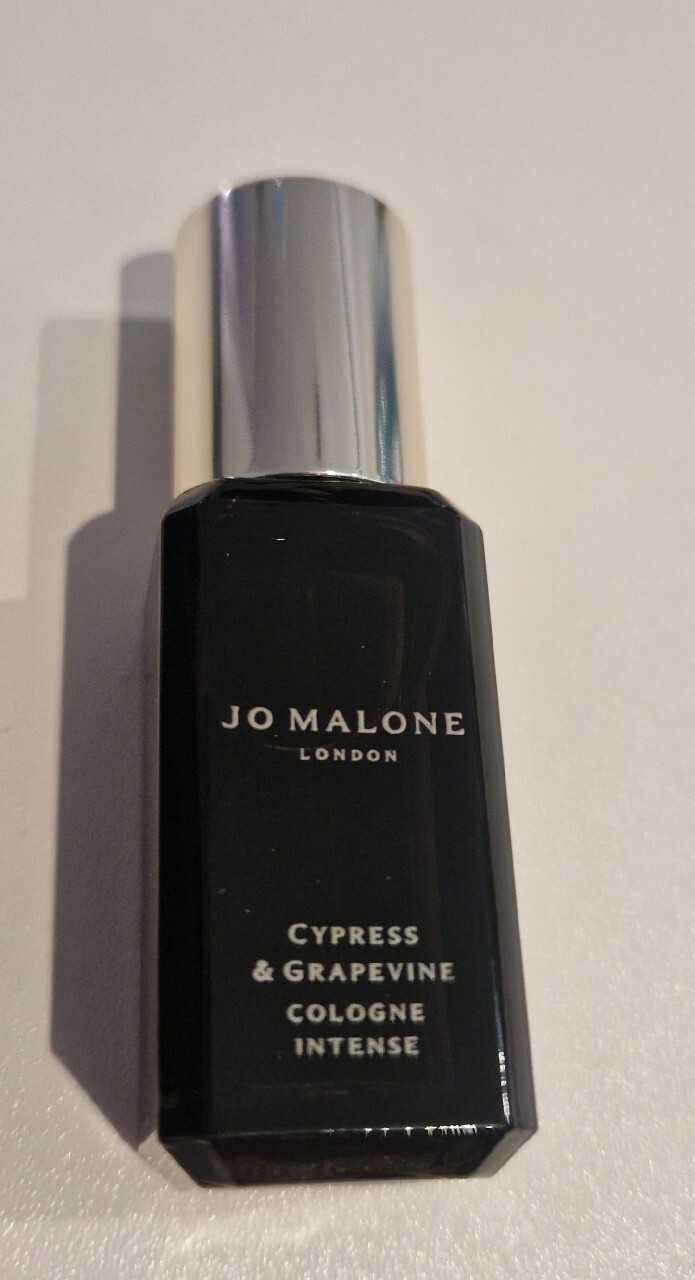 JO MALONE
LONDON
CYPRESS
& GRAPEVINE
COLOGNE
INTENSE